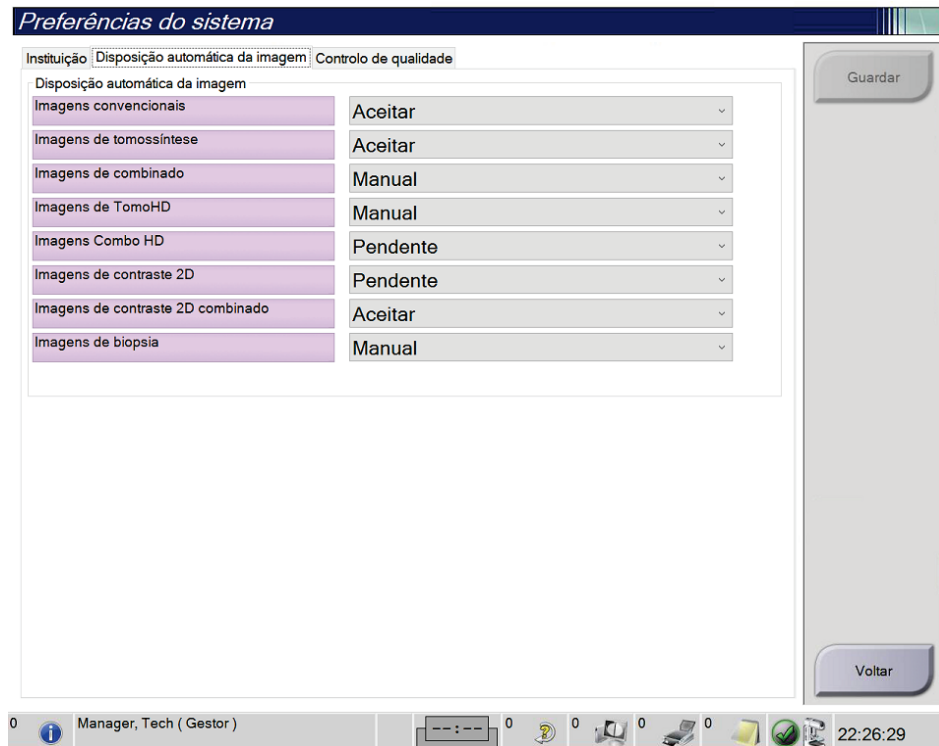 Preferências do sistema
Instituição Disposição automática da imagem Controlo de qualidade
Guardar
Disposição automática da imagem
Imagens convencionais Aceitar
Imagens de tomossíntese Aceitar
Imagens de combinado Manual
Imagens de TomoHD Manual
Imagens Combo HD Pendente
Imagens de contraste 2D Pendente
Imagens de contraste 2D combinado Aceitar
Imagens de biopsia Manual
Voltar
0 Manager, Tech ( Gestor ) --:-- 0 0 0 0 22:26:29